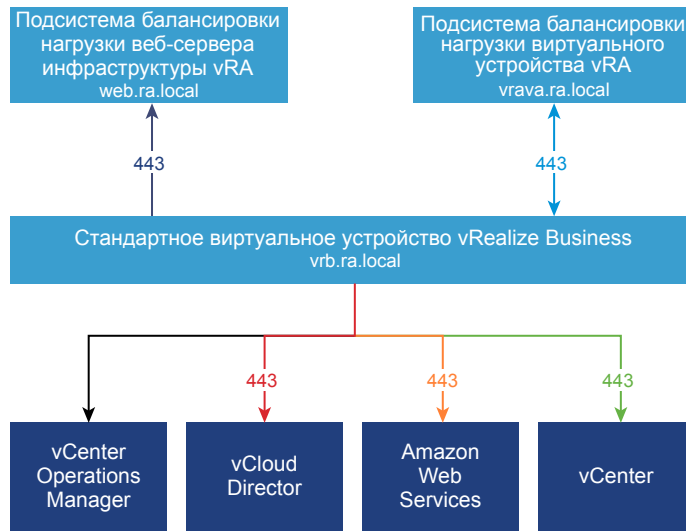 Подсистема балансировки
нагрузки веб-сервера
инфраструктуры vRA
web.ra.local
Подсистема балансировки
нагрузки виртуального
устройства vRA
vrava.ra.local
443
443
Стандартное виртуальное устройство vRealize Business
vrb.ra.local
443
443
443
vCenter
Operations
Manager
vCloud
Director
Amazon
Web
Services
vCenter